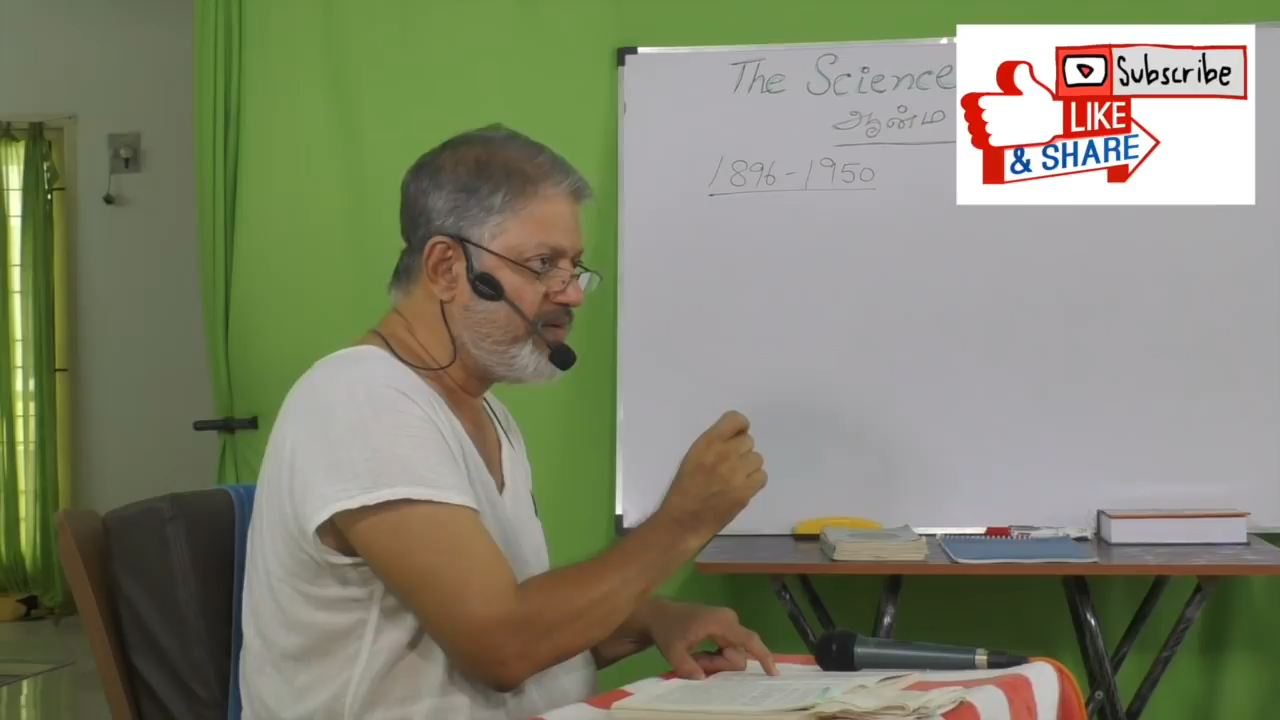 The Science
ஆன்ம
1896-1950
Subscribe
LIKE
& SHARE